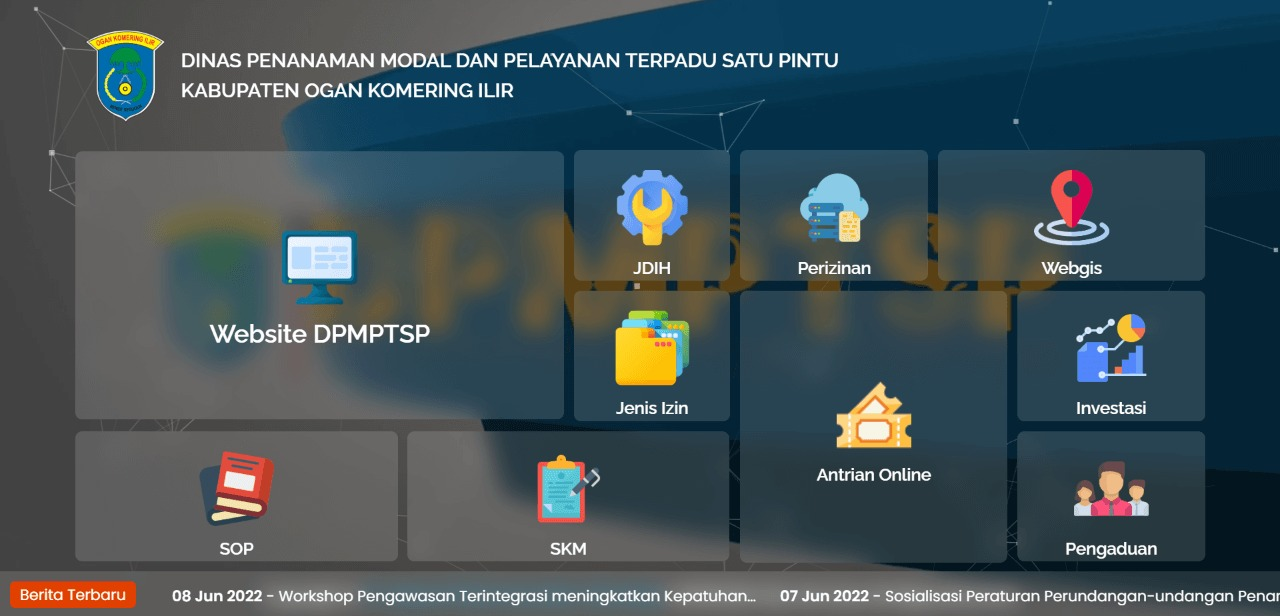 OGAN KOMERING ILIR
DINAS PENANAMAN MODAL DAN PELAYANAN TERPADU SATU PINTU
KABUPATEN OGAN KOMERING ILIR
DPMPTSP
Website DPMPTSP
JDIH
Perizinan
Webgis
Jenis Izin
Antrian Online
Investasi
SOP
SKM
Pengaduan
Berita Terbaru
08 Jun 2022 - Workshop Pengawasan Terintegrasi meningkatkan Kepatuhan...
07 Jun 2022 - Sosialisasi Peraturan Perundangan-undangan Penan